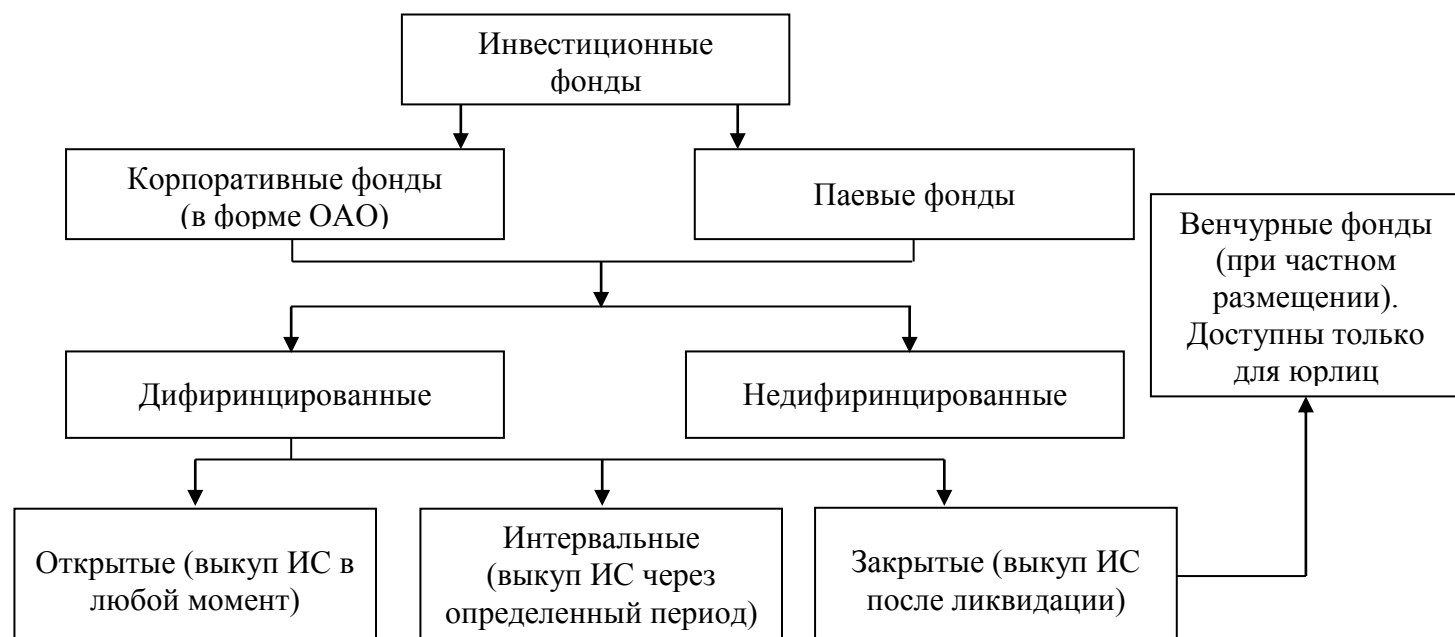 Инвестиционные
фонды
Корпоративные фонды
(в форме ОАО)
Паевые фонды
Венчурные фонды
(при частном
размещении).
Доступны только
для юрлиц
Дифиринцированные
Недифиринцированные
Открытые (выкуп ИС в
любой момент)
Интервальные
(выкуп ИС через
определенный период)
Закрытые (выкуп ИС
после ликвидации)